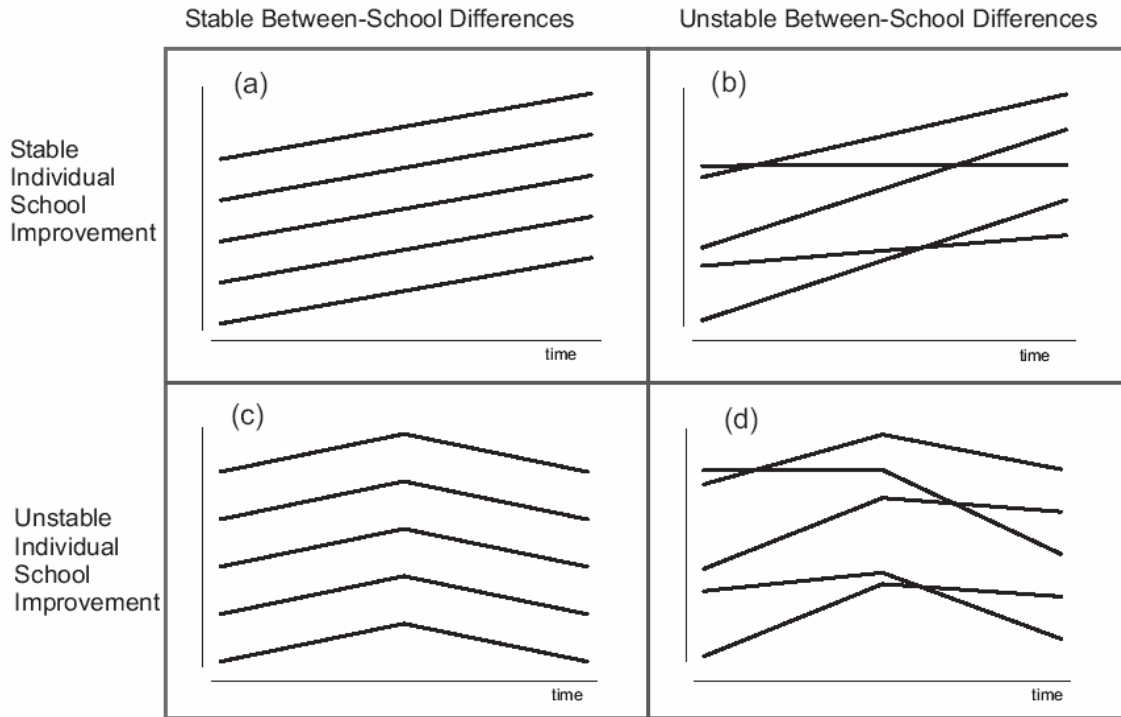 Stable Between-School Differences
Unstable Between-School Differences
Stable
Individual
School
Improvement
(a)
time
(b)
time
Unstable
Individual
School
Improvement
(c)
time
(d)
time